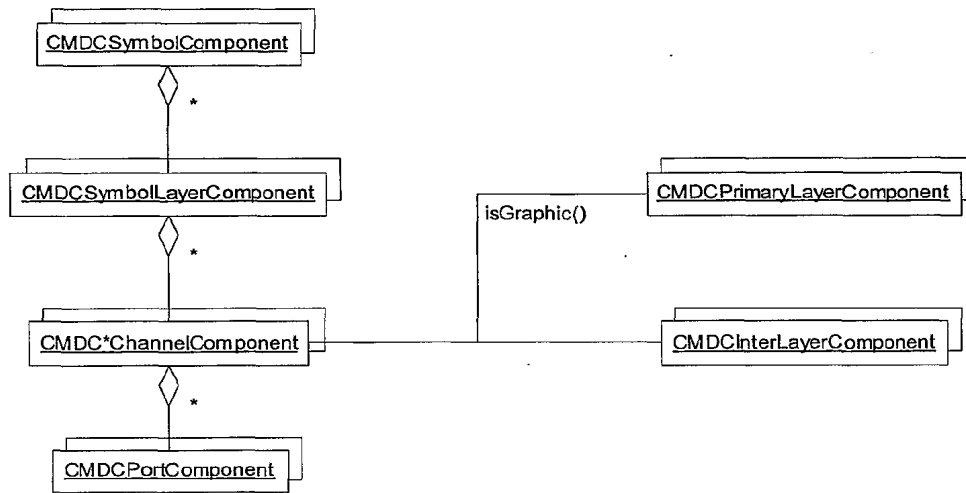 CMDCSymbolComponent
*
CMDCSymbolLayerComponent
CMDCPrimaryLayerComponent
isGraphic()
*
CMDC*ChannelComponent
CMDCInterLayerComponent
*
CMDCPortComponent